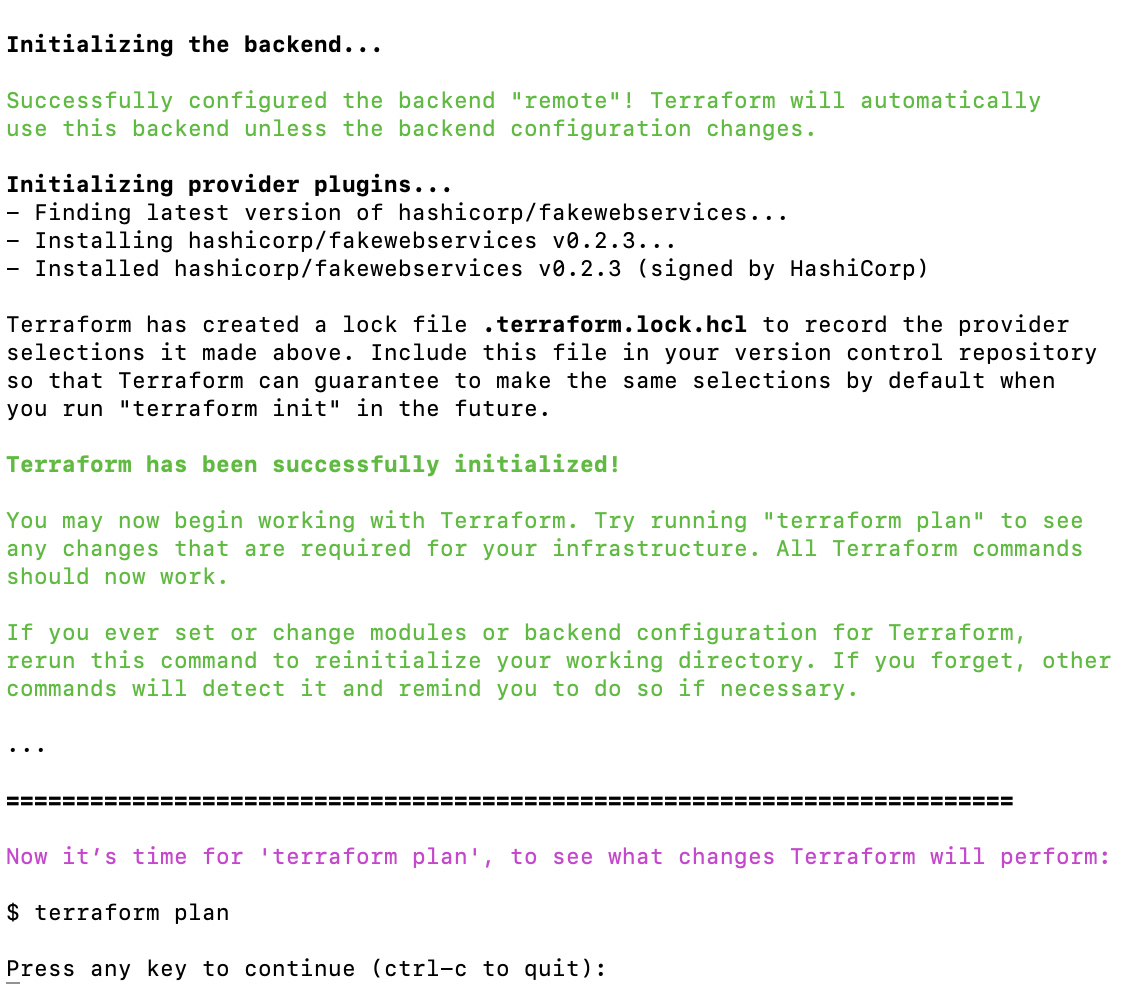 Initializing the backend...
Successfully configured the backend "remote"! Terraform will automatically
use this backend unless the backend configuration changes.
Initializing provider plugins...
– Finding latest version of hashicorp/fakewebservices...
– Installing hashicorp/fakewebservices v0.2.3...
– Installed hashicorp/fakewebservices v0.2.3 (signed by HashiCorp)
Terraform has created a lock file .terraform.lock.hcl to record the provider
selections it made above. Include this file in your version control repository
so that Terraform can guarantee to make the same selections by default when
you run "terraform init" in the future.
Terraform has been successfully initialized!
You may now begin working with Terraform. Try running "terraform plan" to see
any changes that are required for your infrastructure. All Terraform commands
should now work.
If you ever set or change modules or backend configuration for Terraform,
rerun this command to reinitialize your working directory. If you forget, other
commands will detect it and remind you to do so if necessary.
...
========================================================================
Now it’s time for 'terraform plan', to see what changes Terraform will perform:
$ terraform plan
Press any key to continue (ctrl–c to quit):